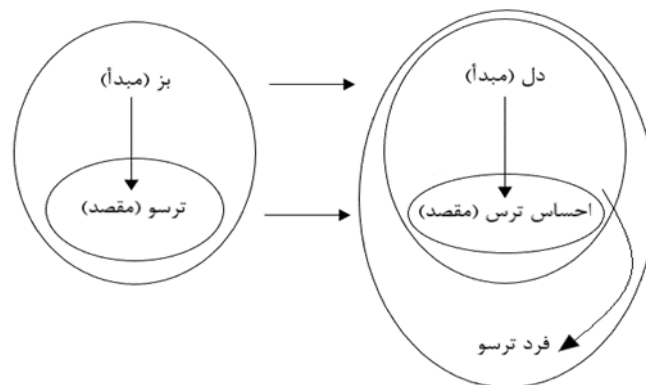 بز (مبدأ)
ترسو (مقصد)
دل (مبدأ)
احساس ترس (مقصد)
فرد ترسو